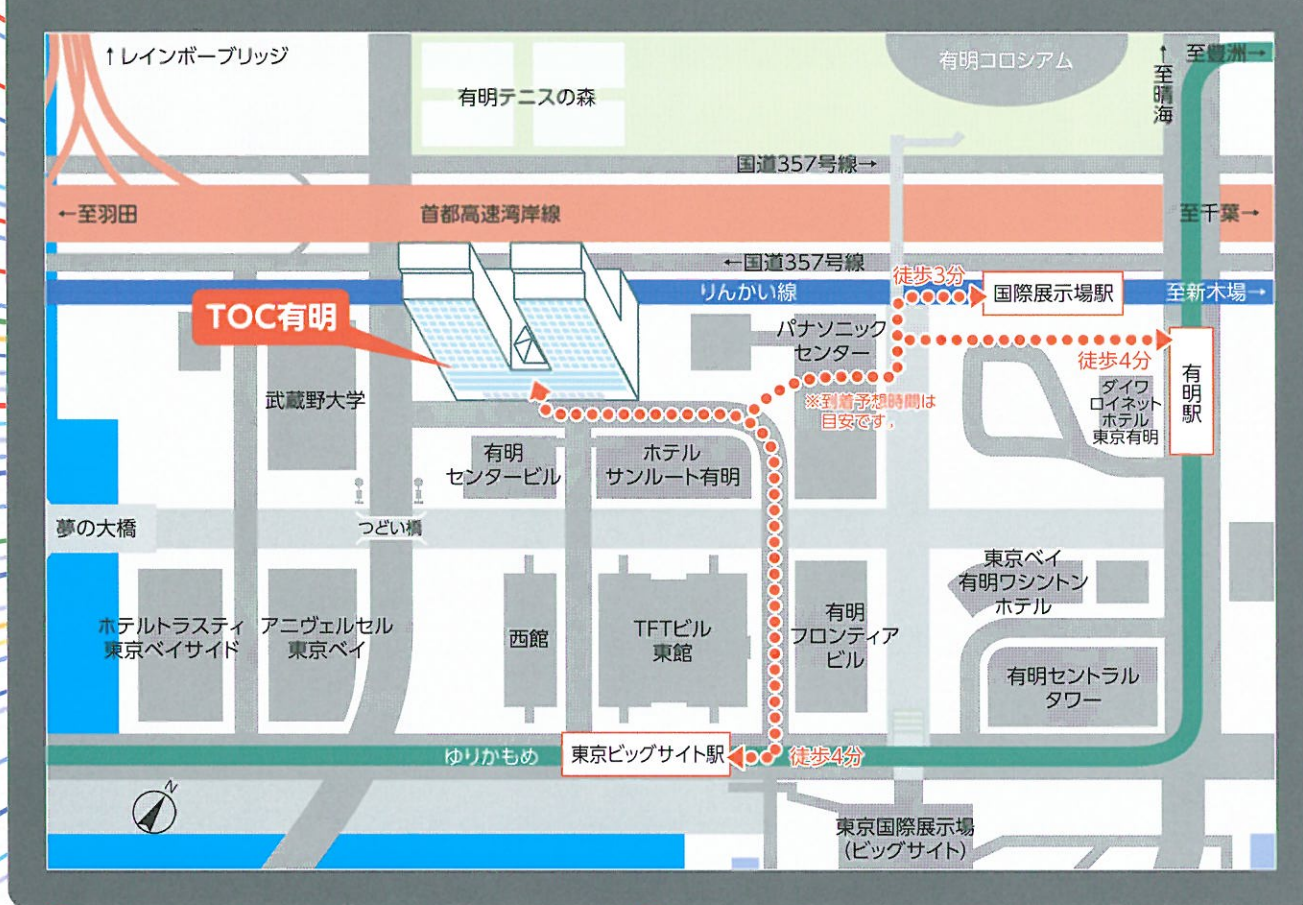 ↑レインボーブリッジ
有明テニスの森
有明コロシアム
↑至晴海
至豊洲→
国道357号線→
←至羽田
首都高速湾岸線
至千葉→
←国道357号線
りんかい線
徒歩3分
国際展示場駅
至新木場→
TOC有明
パナソニック
センター
徒歩4分
有明駅
ダイワ
ロイネット
ホテル
東京有明
※到着予想時間は
目安です。
武蔵野大学
有明
センタービル
ホテル
サンルート有明
夢の大橋
つどい橋
東京ベイ
有明ワシントン
ホテル
ホテルトラスティ
東京ベイサイド
アニヴェルセル
東京ベイ
西館
TFTビル
東館
有明
フロンティア
ビル
有明セントラル
タワー
ゆりかもめ
東京ビッグサイト駅
徒歩4分
N
東京国際展示場
(ビッグサイト)